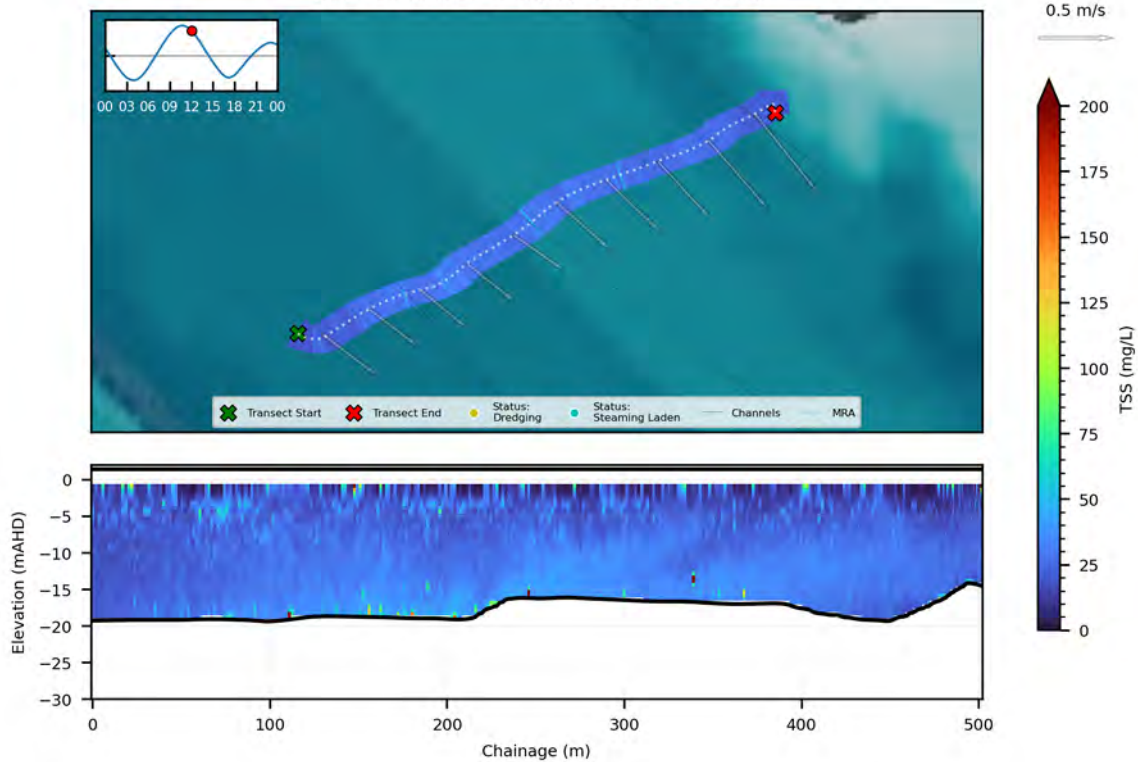 0.5 m/s
00 03 06 09 12 15 18 21 00
200
175
150
125
100
75
50
25
0
TSS (mg/L)
Transect Start
Transect End
Status:
Dredging
Status:
Steaming Laden
Channels
MRA
Elevation (mAHD)
0
−5
−10
−15
−20
−25
−30
0 100 200 300 400 500
Chainage (m)